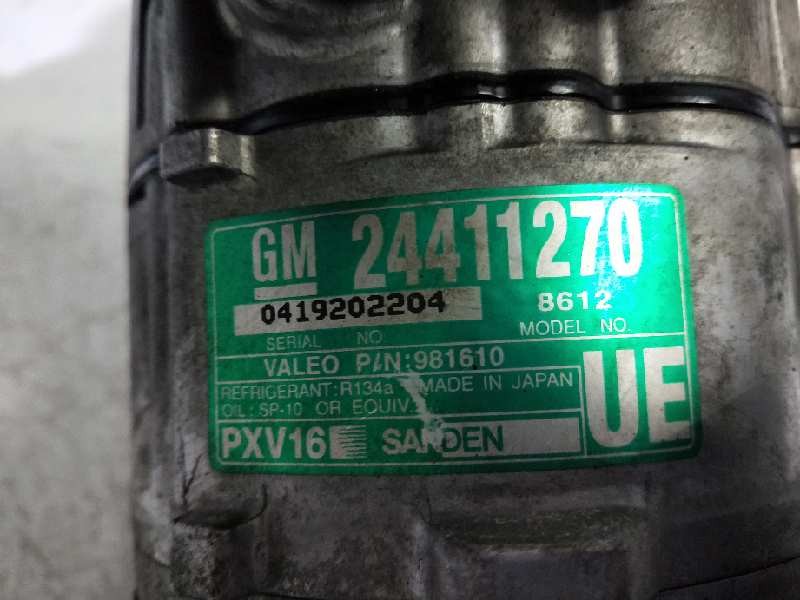 GM 24411270
0419202204 8612
SERIAL NO. MODEL NO.
VALEO P/N:981610
REFRIGERANT:R134a MADE IN JAPAN
OIL:SP-10 OR EQUIV.
PXV16 SANDEN UE